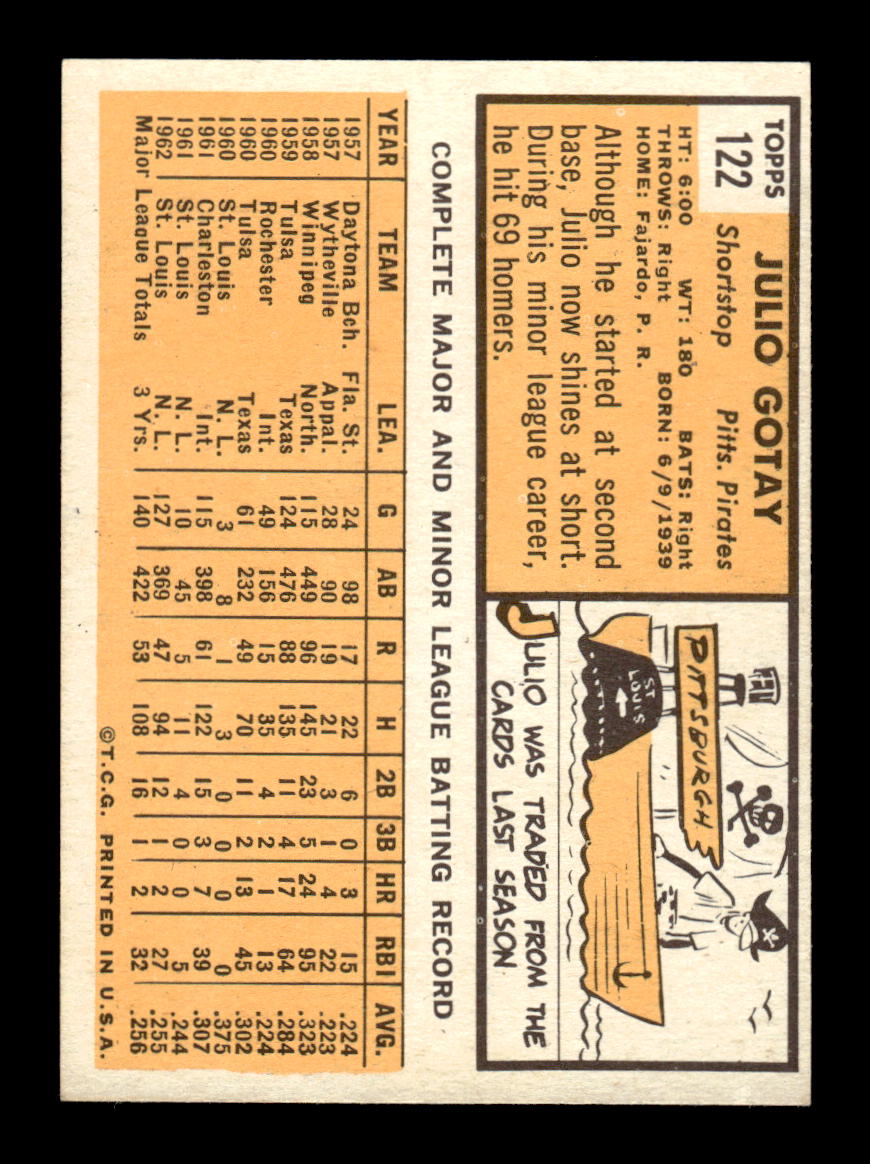 TOPPS
122
JULIO GOTAY
Shortstop Pitts. Pirates
HT: 6:00 WT: 180 BATS: Right
THROWS: Right BORN: 6/9/1939
HOME: Fajardo, P. R.
Although he started at second
base, Julio now shines at short.
During his minor league career,
he hit 69 homers.
PITTSBURGH
ST LOUIS
JULIO WAS TRADED FROM THE
CARDS LAST SEASON
COMPLETE MAJOR AND MINOR LEAGUE BATTING RECORD
YEAR TEAM LEA. G AB R H 2B 3B HR RBI AVG.
1957 Daytona Bch. Fla. St. 24 98 17 22 6 0 3 15 .224
1957 Wytheville Appal. 28 90 19 21 3 1 4 22 .223
1958 Winnipeg North. 115 449 96 145 23 5 24 95 .323
1959 Tulsa Texas 124 476 88 135 11 4 17 64 .284
1960 Rochester Int. 49 156 15 35 4 2 1 13 .224
1960 Tulsa Texas 61 232 49 70 11 2 13 45 .302
1960 St. Louis N. L. 3 8 1 3 0 0 0 0 .375
1961 Charleston Int. 115 398 61 122 15 3 7 39 .307
1961 St. Louis N. L. 10 45 5 11 4 0 0 5 .244
1962 St. Louis N. L. 127 369 47 94 12 1 2 27 .255
Major League Totals 3 Yrs. 140 422 53 108 16 1 2 32 .256
©T.C.G. PRINTED IN U.S.A.